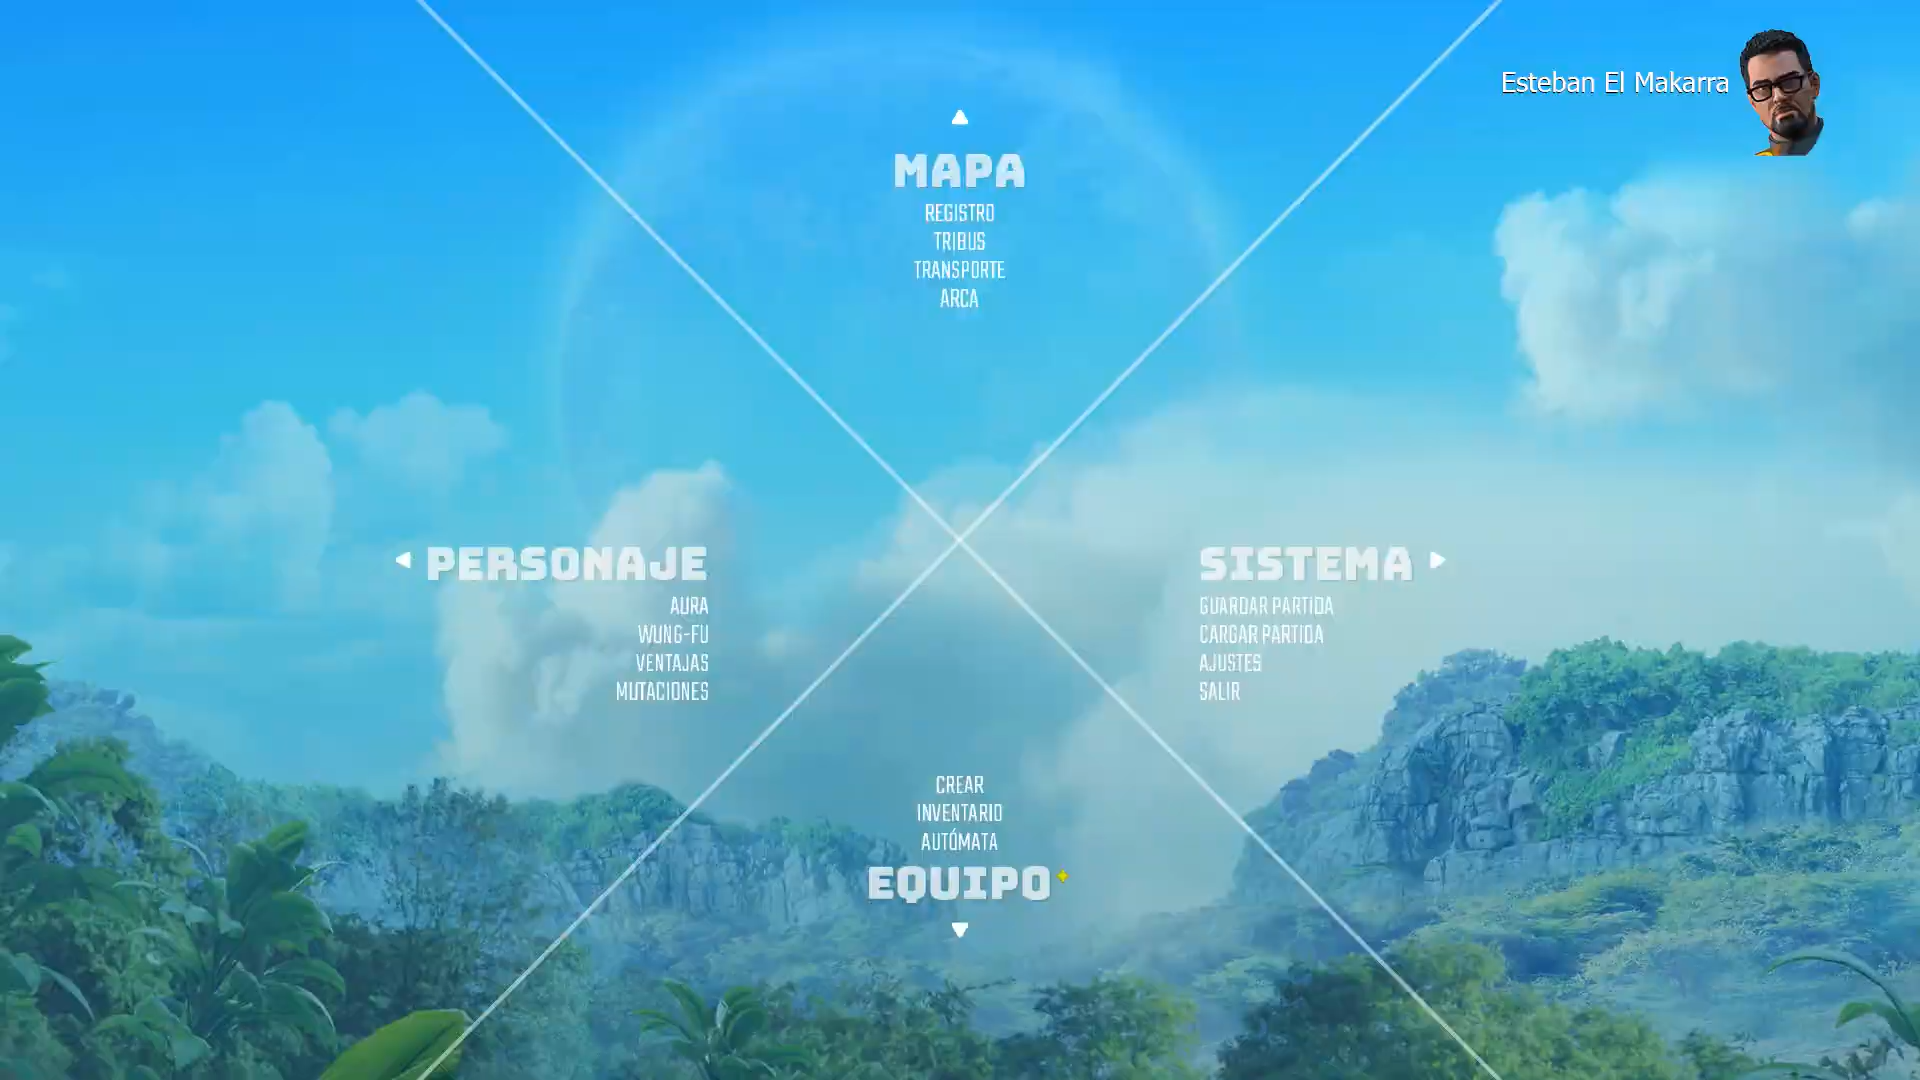 Esteban El Makarra
MAPA
REGISTRO
TRIBUS
TRANSPORTE
ARCA
PERSONAJE
AURA
WUNG-FU
VENTAJAS
MUTACIONES
SISTEMA
GUARDAR PARTIDA
CARGAR PARTIDA
AJUSTES
SALIR
CREAR
INVENTARIO
AUTÓMATA
EQUIPO